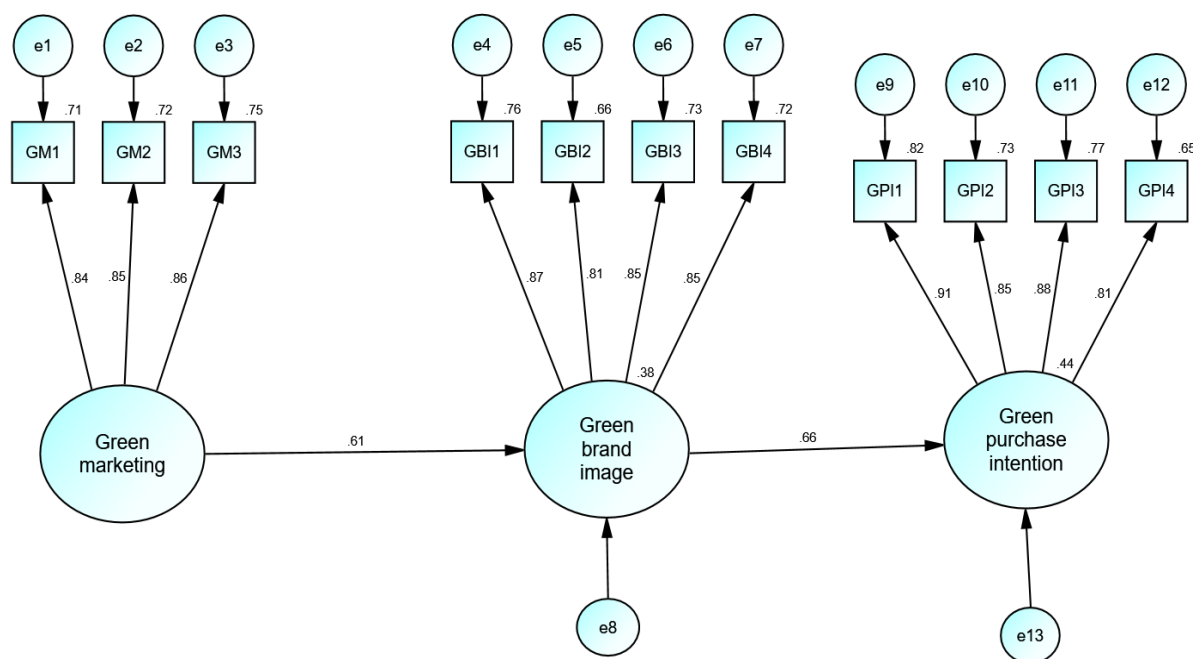 e1
e2
e3
e4
e5
e6
e7
e9
e10
e11
e12
.71
.72
.75
.76
.66
.73
.72
.82
.73
.77
.65
GM1
GM2
GM3
GBI1
GBI2
GBI3
GBI4
GPI1
GPI2
GPI3
GPI4
.84
.85
.86
.87
.81
.85
.85
.91
.85
.88
.81
.38
.44
Green
marketing
.61
Green
brand
image
.66
Green
purchase
intention
e8
e13